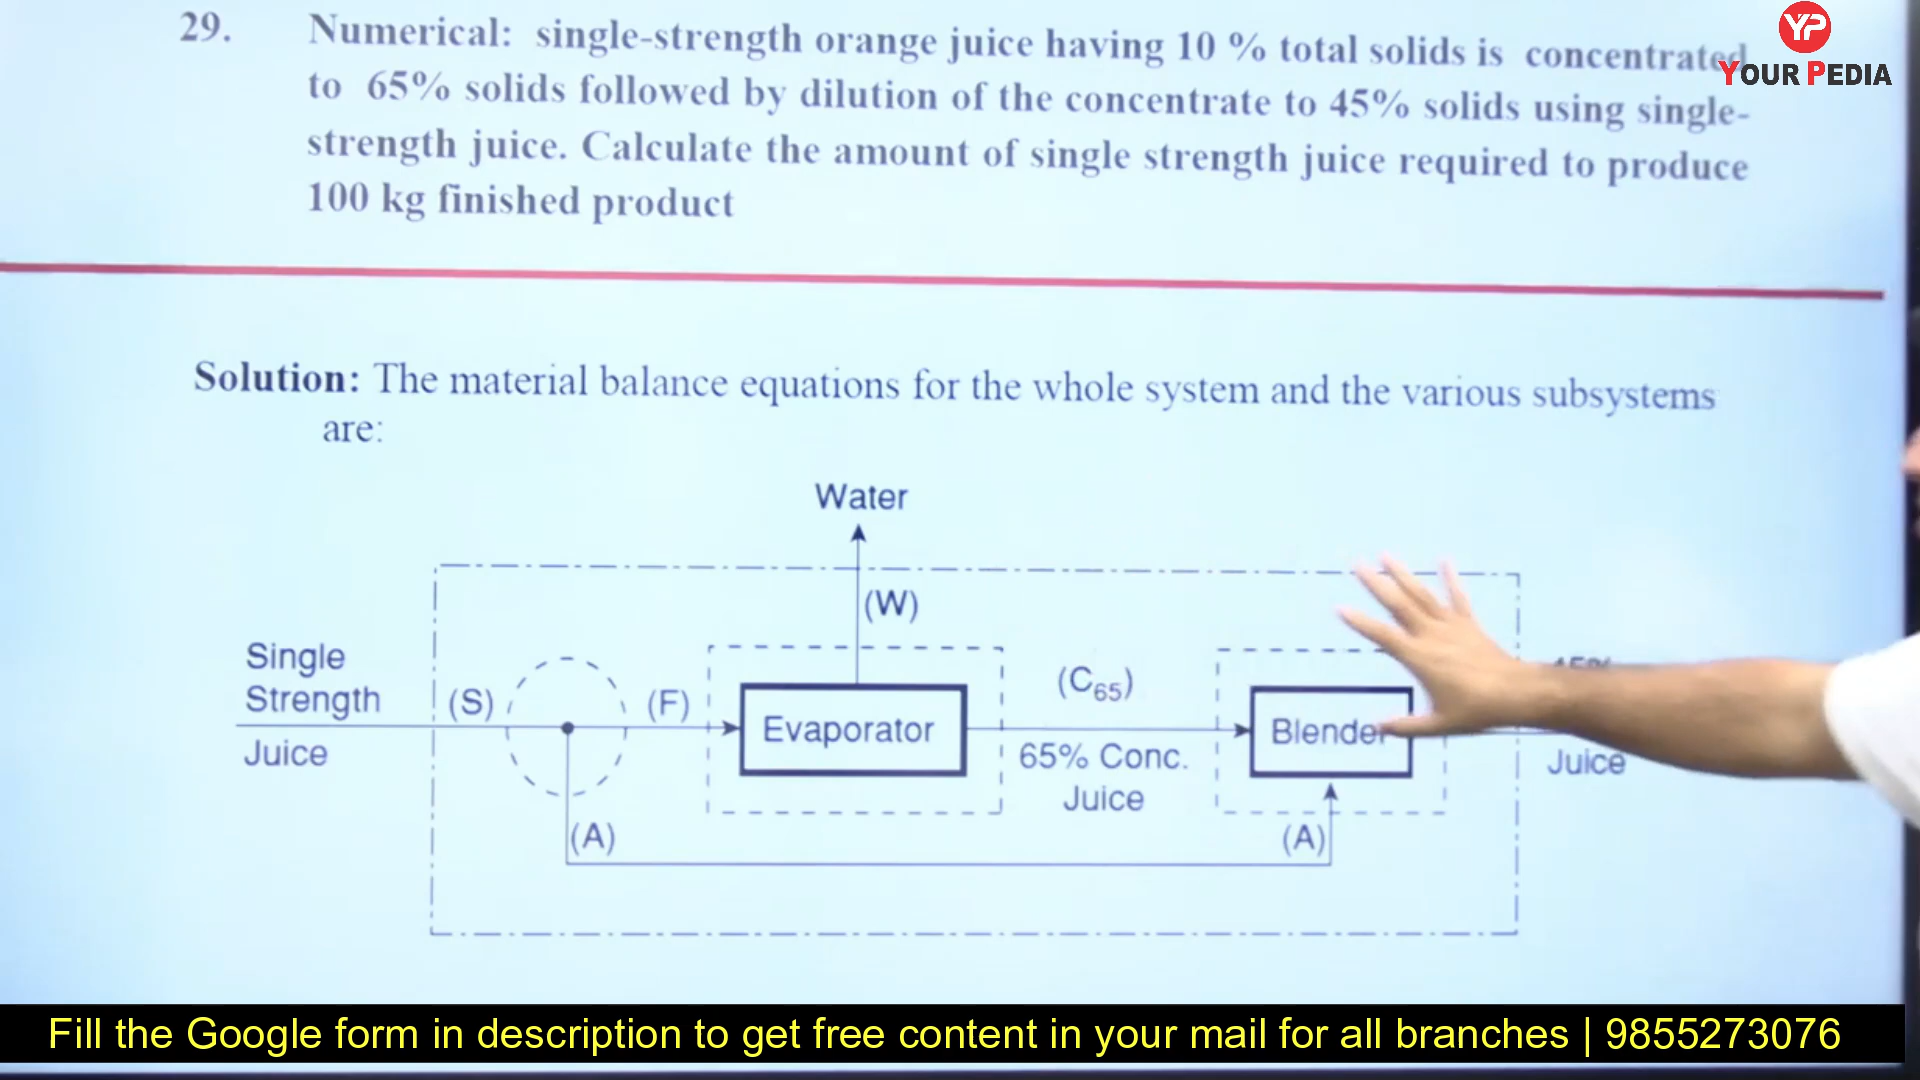 29. Numerical: single-strength orange juice having 10 % total solids is concentrated
YOUR PEDIA
to 65% solids followed by dilution of the concentrate to 45% solids using single-
strength juice. Calculate the amount of single strength juice required to produce
100 kg finished product
Solution: The material balance equations for the whole system and the various subsystems
are:
Water
(W)
Single
Strength
Juice
(S)
(F)
Evaporator
(C65)
65% Conc.
Juice
Blender
Juice
(A)
(A)
Fill the Google form in description to get free content in your mail for all branches | 9855273076